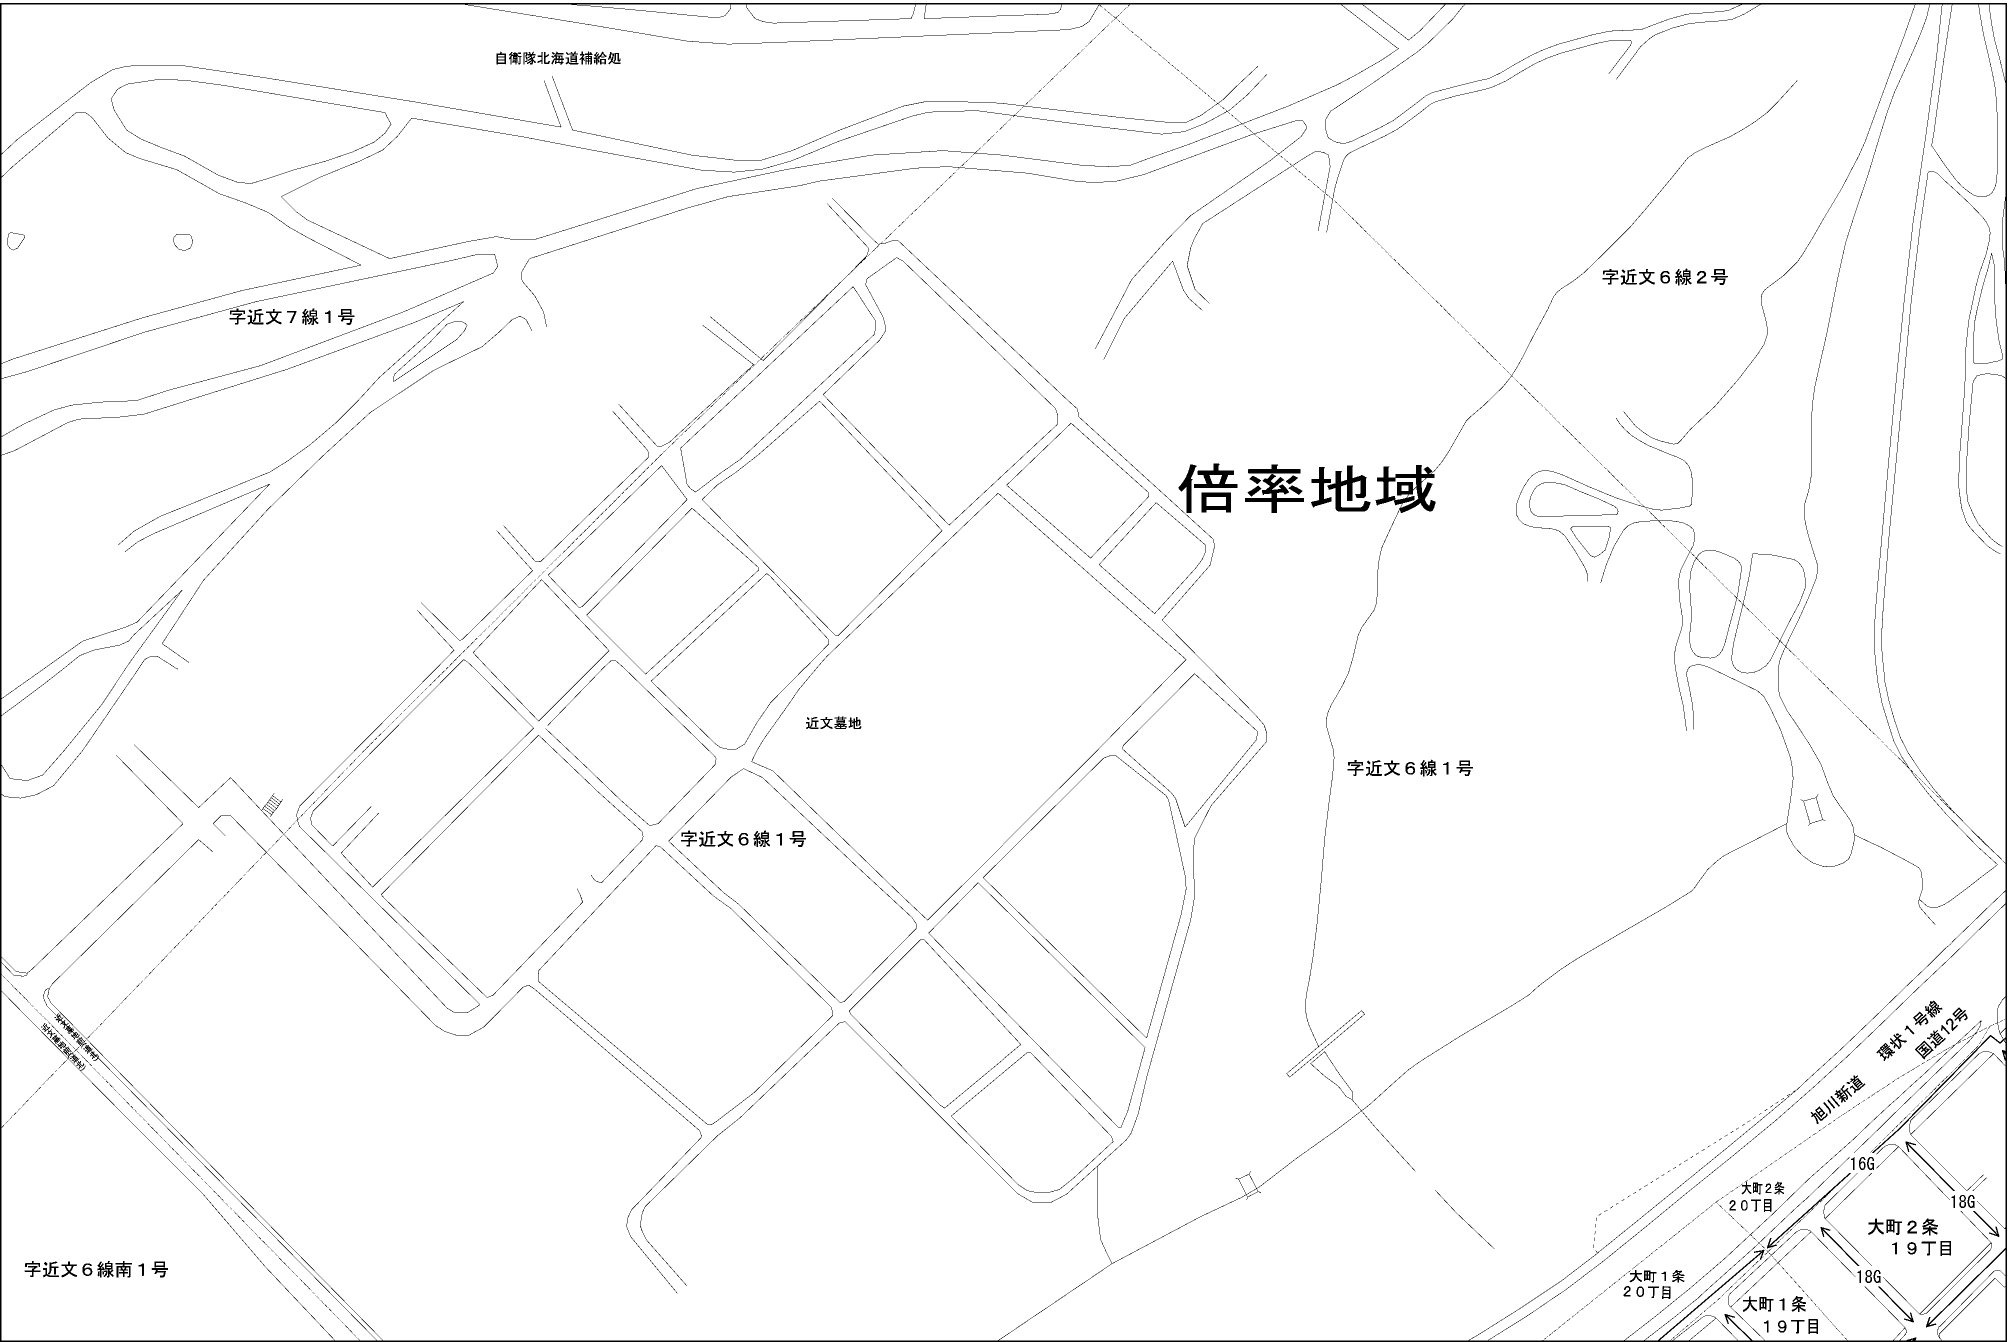 自衛隊北海道補給処
字近文６線２号
字近文７線１号
倍率地域
近文墓地
字近文６線１号
字近文６線１号
環状１号線
国道12号
旭川新道
16G
大町２条
２０丁目
18G
大町２条
１９丁目
字近文６線南１号
大町１条
２０丁目
18G
大町１条
１９丁目